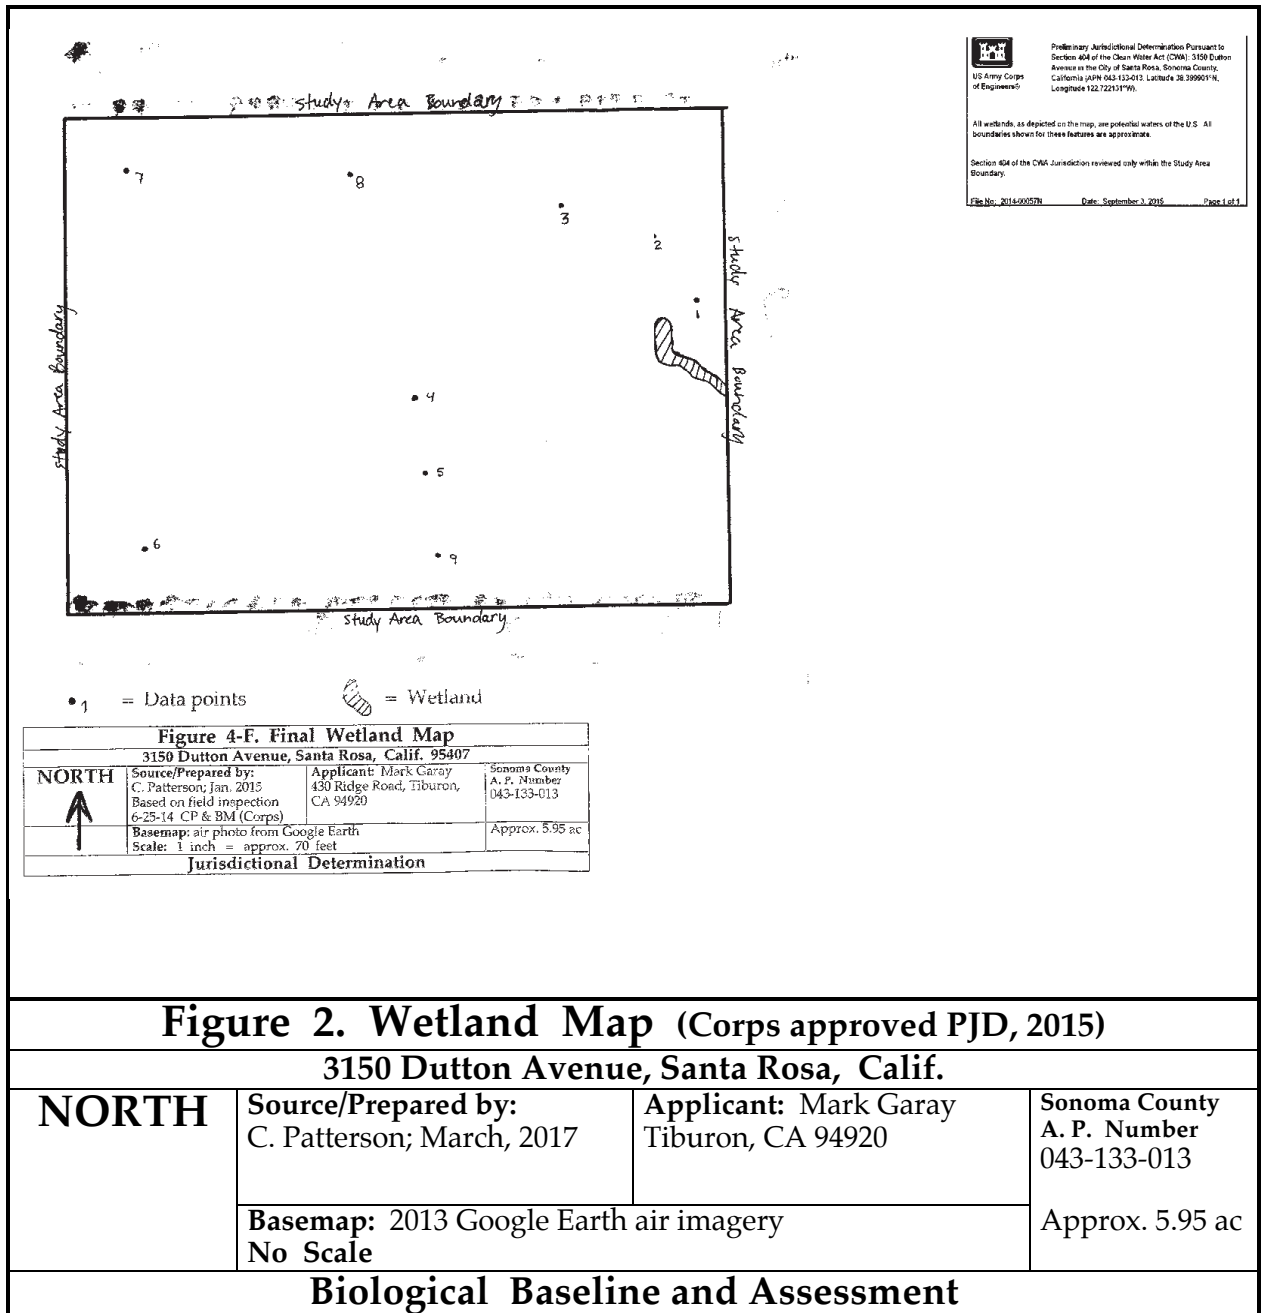 Preliminary Jurisdictional Determination Pursuant to
Section 404 of the Clean Water Act (CWA): 3150 Dutton
Avenue in the City of Santa Rosa, Sonoma County,
California (APN 043-133-013, Latitude 38.399901°N,
Longitude 122.722131°W).
US Army Corps
of Engineers®
All wetlands, as depicted on the map, are potential waters of the U.S. All
boundaries shown for these features are approximate.
Section 404 of the CWA Jurisdiction reviewed only within the Study Area
Boundary.
File No: 2014-00057N Date: September 3, 2015 Page 1 of 1
Study Area Boundary
7
8
3
2
1
Study Area Boundary
Study Area Boundary
4
5
6
9
Study Area Boundary
1 = Data points = Wetland
Figure 4-F. Final Wetland Map
3150 Dutton Avenue, Santa Rosa, Calif. 95407
NORTH
Source/Prepared by:
C. Patterson; Jan. 2015
Based on field inspection
6-25-14 CP & BM (Corps)
Applicant: Mark Garay
430 Ridge Road, Tiburon,
CA 94920
Sonoma County
A. P. Number
043-133-013
Basemap: air photo from Google Earth
Scale: 1 inch = approx. 70 feet
Approx. 5.95 ac
Jurisdictional Determination
Figure 2. Wetland Map (Corps approved PJD, 2015)
3150 Dutton Avenue, Santa Rosa, Calif.
NORTH
Source/Prepared by:
C. Patterson; March, 2017
Applicant: Mark Garay
Tiburon, CA 94920
Sonoma County
A. P. Number
043-133-013
Basemap: 2013 Google Earth air imagery
No Scale
Approx. 5.95 ac
Biological Baseline and Assessment